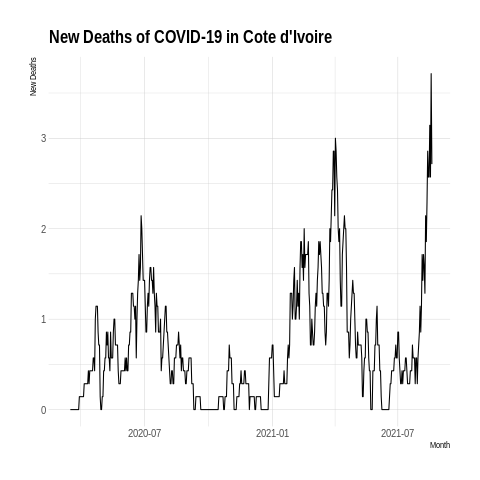 New Deaths of COVID-19 in Cote d'Ivoire
New Deaths
3
2
1
0
2020-07
2021-01
2021-07
Month